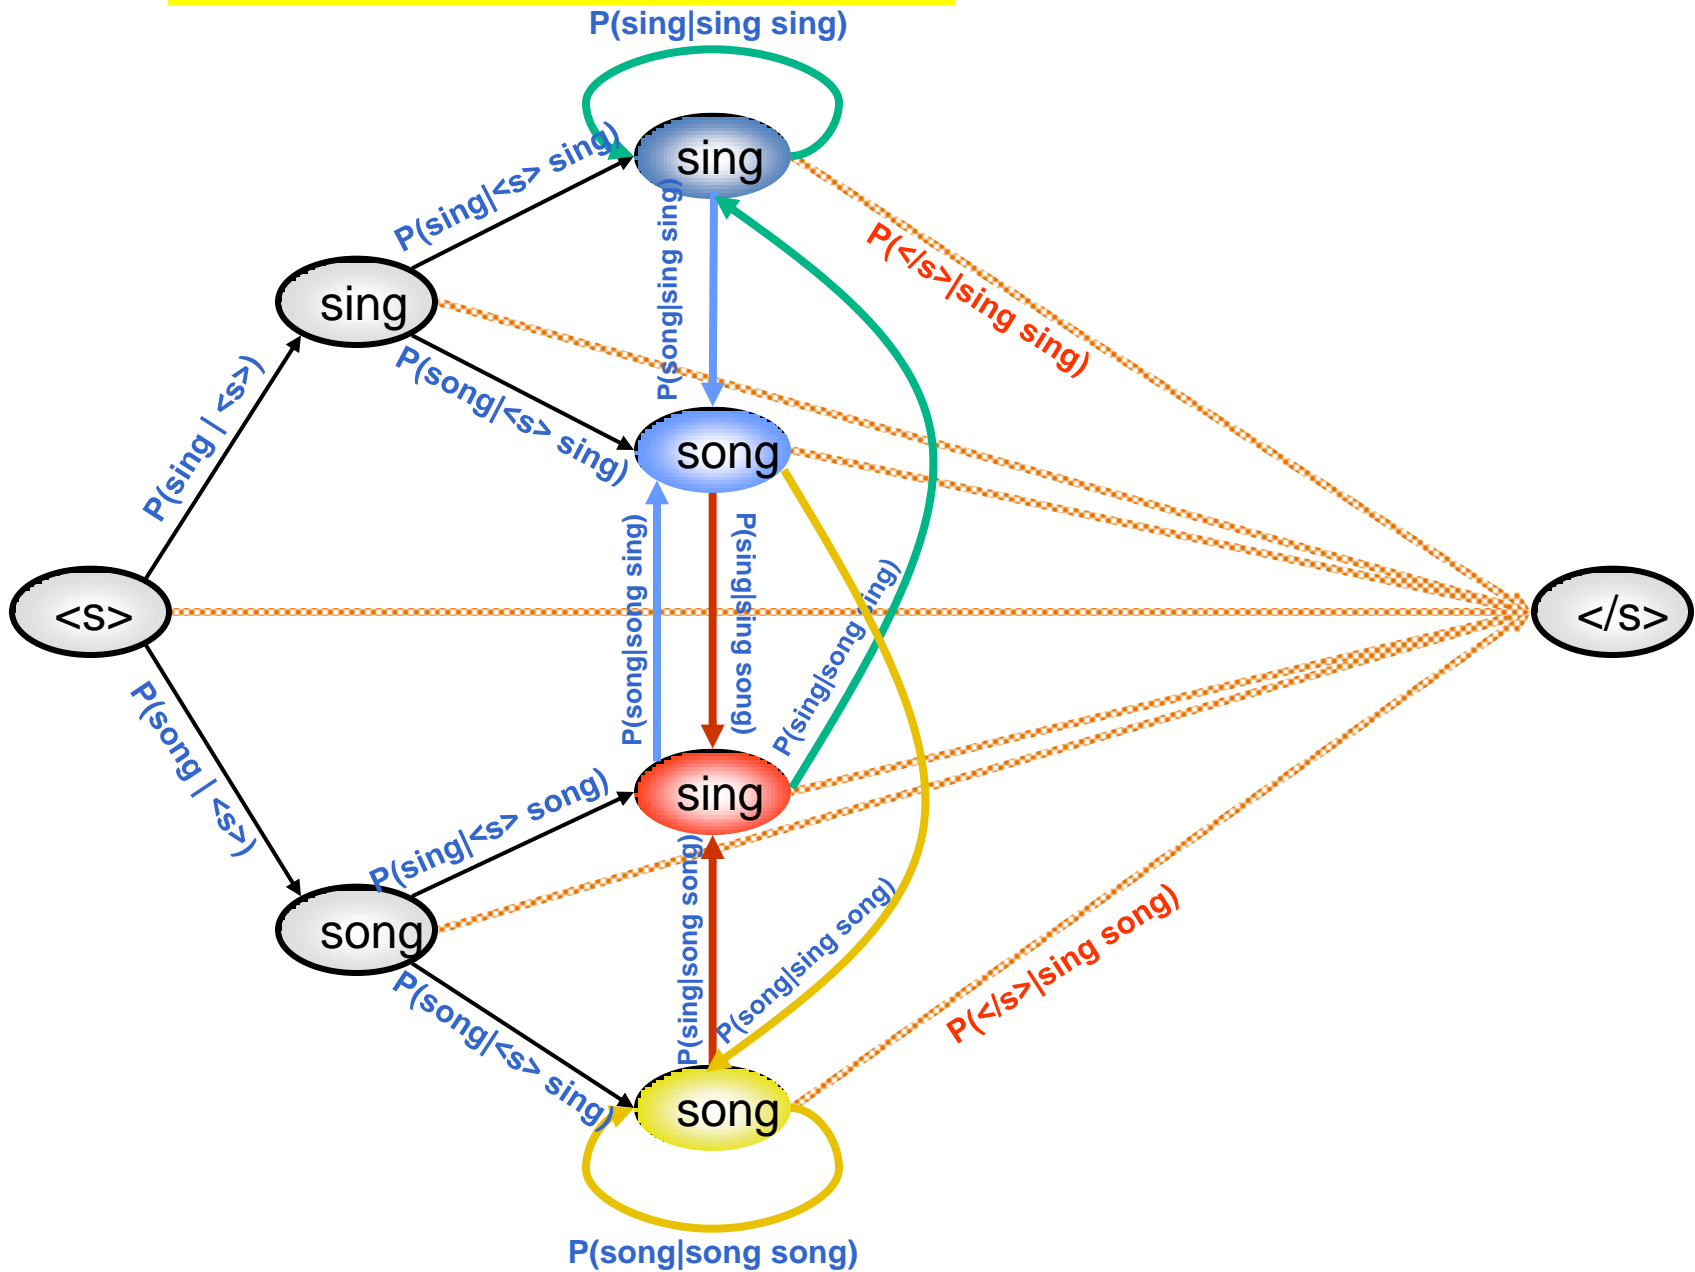 P(sing|sing sing)
sing
P(sing|<s> sing)
P(song|sing sing)
P(</s>|sing sing)
sing
P(song|<s> sing)
P(sing | <s>)
song
P(song|song sing)
P(sing|sing song)
P(sing|song sing)
<s>
</s>
P(song | <s>)
sing
P(sing|<s> song)
P(sing|song song)
P(song|sing song)
P(</s>|sing song)
song
P(song|<s> sing)
song
P(song|song song)